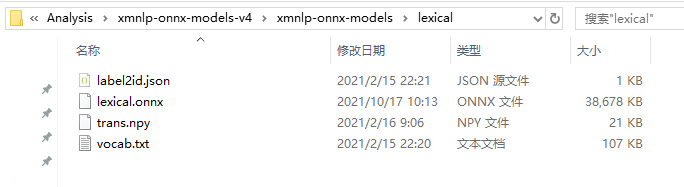 « Analysis › xmnlp-onnx-models-v4 › xmnlp-onnx-models › lexical
搜索"lexical"
名称 修改日期 类型 大小
label2id.json 2021/2/15 22:21 JSON 源文件 1 KB
lexical.onnx 2021/10/17 10:13 ONNX 文件 38,678 KB
trans.npy 2021/2/16 9:06 NPY 文件 21 KB
vocab.txt 2021/2/15 22:20 文本文档 107 KB